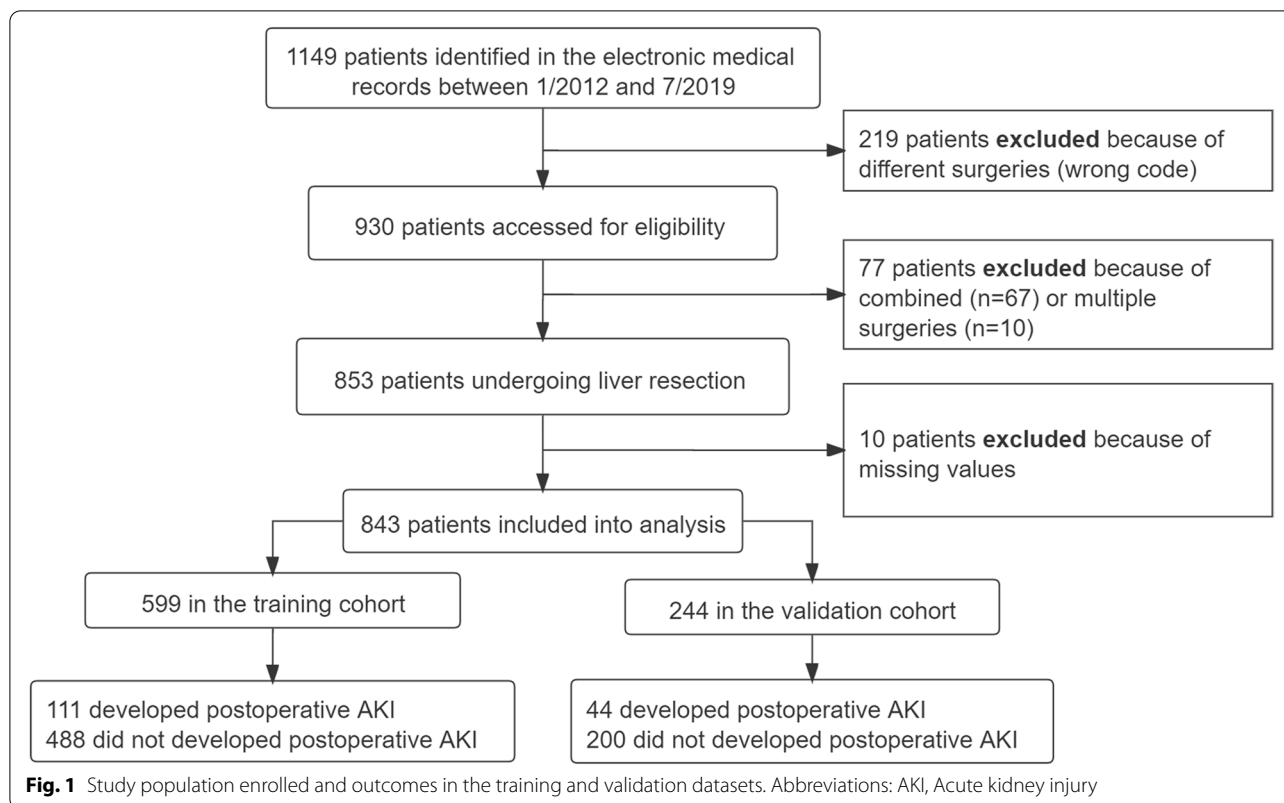 1149 patients identified in the electronic medical
records between 1/2012 and 7/2019
219 patients excluded because of
different surgeries (wrong code)
930 patients accessed for eligibility
77 patients excluded because of
combined (n=67) or multiple
surgeries (n=10)
853 patients undergoing liver resection
10 patients excluded because of
missing values
843 patients included into analysis
599 in the training cohort
244 in the validation cohort
111 developed postoperative AKI
488 did not developed postoperative AKI
44 developed postoperative AKI
200 did not developed postoperative AKI
Fig. 1 Study population enrolled and outcomes in the training and validation datasets. Abbreviations: AKI, Acute kidney injury